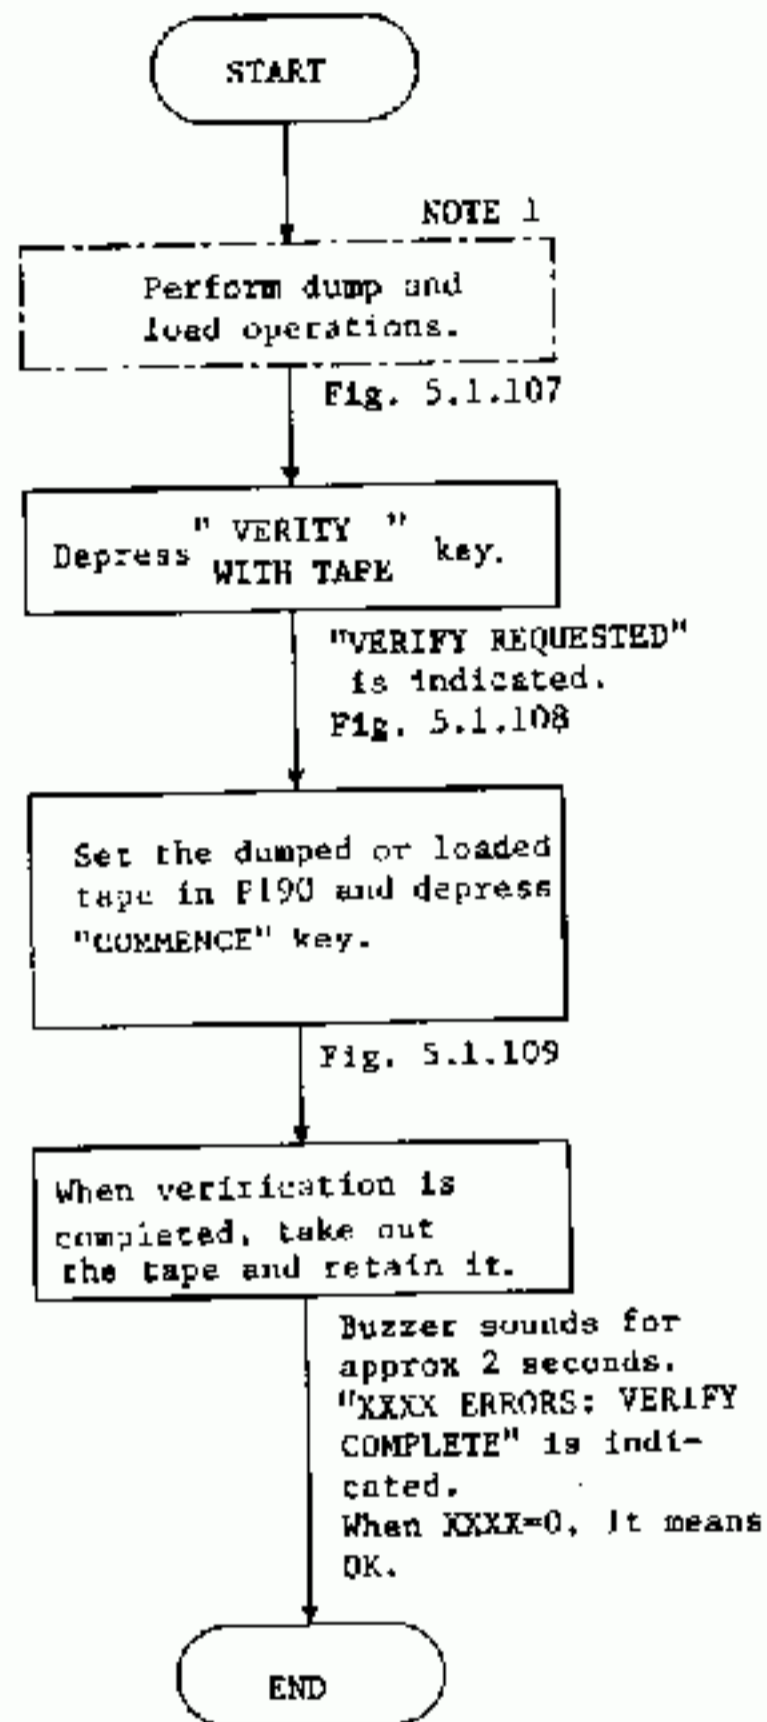 START
NOTE 1
Perform dump and
load operations.
Fig. 5.1.107
Depress " VERITY " key.
WITH TAPE
"VERIFY REQUESTED"
is indicated.
Fig. 5.1.108
Set the dumped or loaded
tape in P190 and depress
"COMMENCE" key.
Fig. 5.1.109
When verification is
completed, take out
the tape and retain it.
Buzzer sounds for
approx 2 seconds.
"XXXX ERRORS: VERIFY
COMPLETE" is indi-
cated.
When XXXX=0, it means
OK.
END